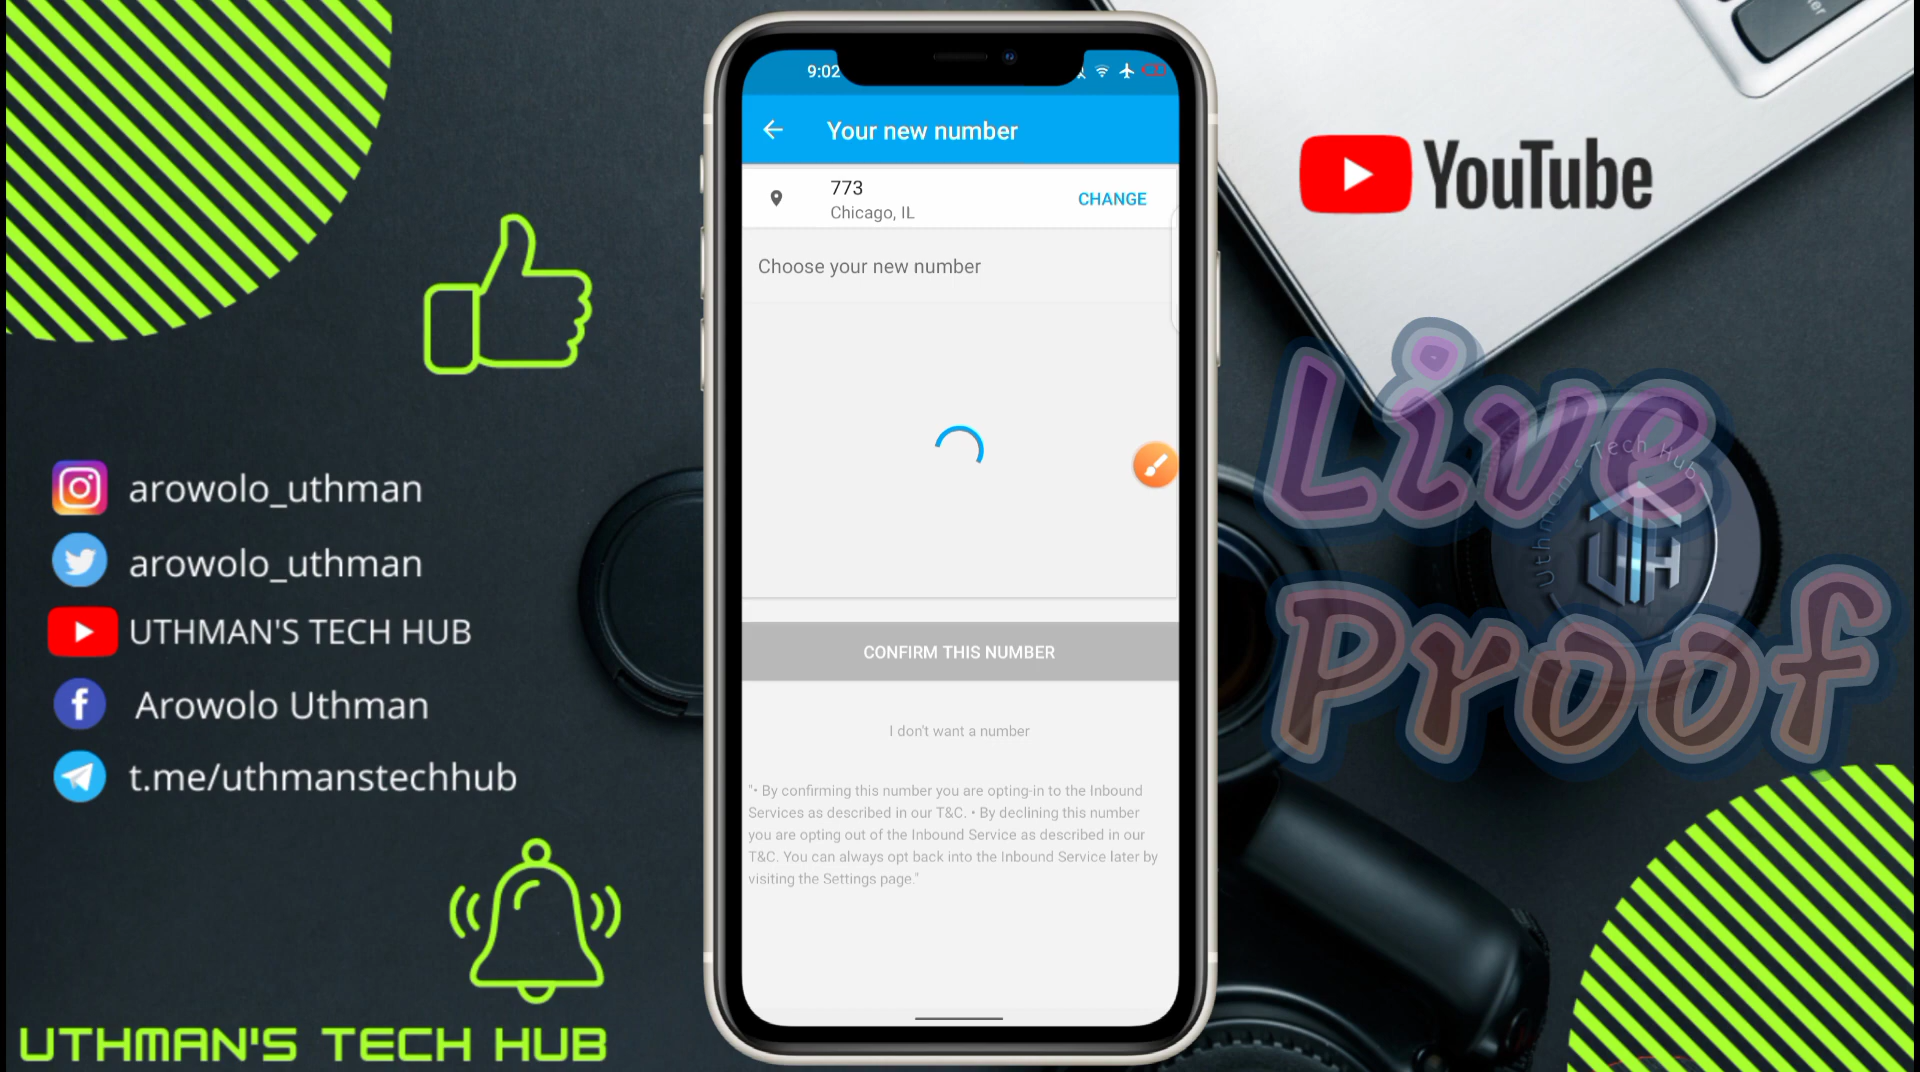 9:02
Your new number
773
Chicago, IL
CHANGE
Choose your new number
CONFIRM THIS NUMBER
I don't want a number
"• By confirming this number you are opting-in to the Inbound
Services as described in our T&C. • By declining this number
you are opting out of the Inbound Service as described in our
T&C. You can always opt back into the Inbound Service later by
visiting the Settings page."
arowolo_uthman
arowolo_uthman
UTHMAN'S TECH HUB
Arowolo Uthman
t.me/uthmanstechhub
UTHMAN'S TECH HUB
YouTube
Live
Proof
Uthman's Tech Hub
UTH